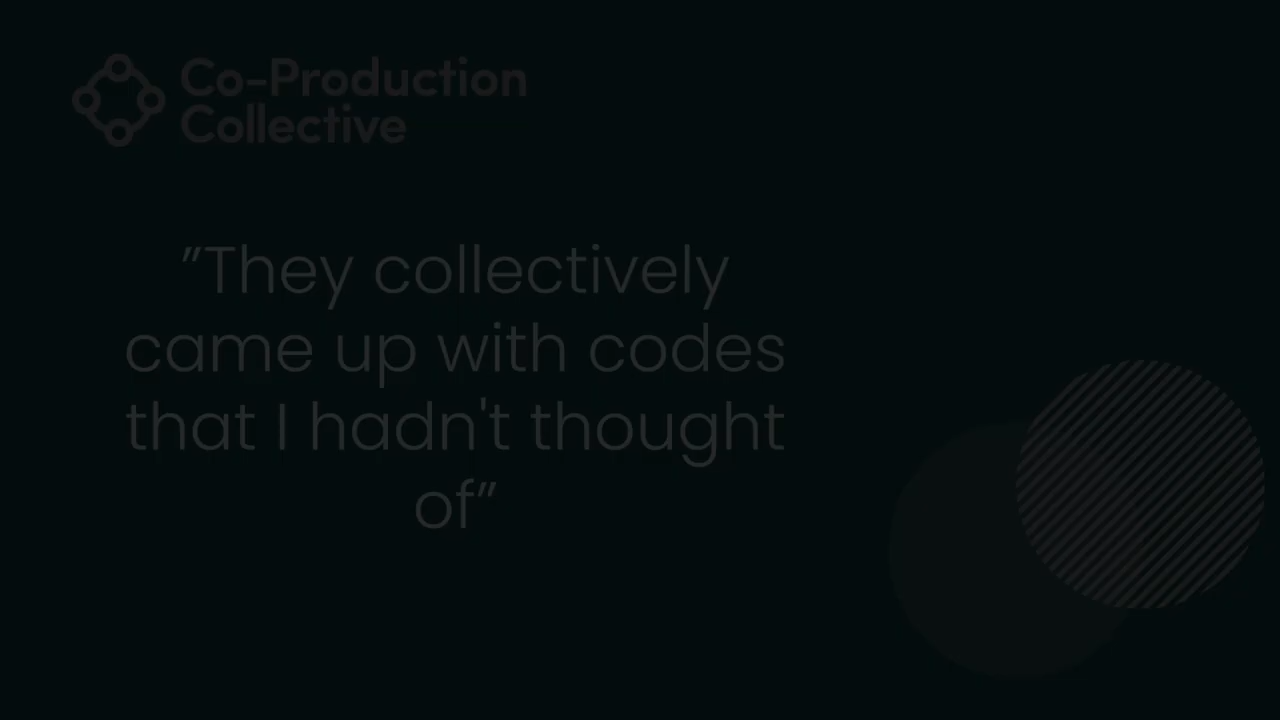 Co-Production
Collective
"They collectively
came up with codes
that I hadn't thought
of"